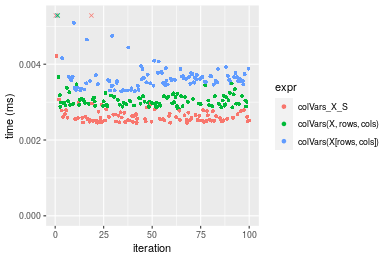 0.004
0.002
0.000
time (ms)
0
25
50
75
100
iteration
expr
colVars_X_S
colVars(X, rows, cols)
colVars(X[rows, cols])